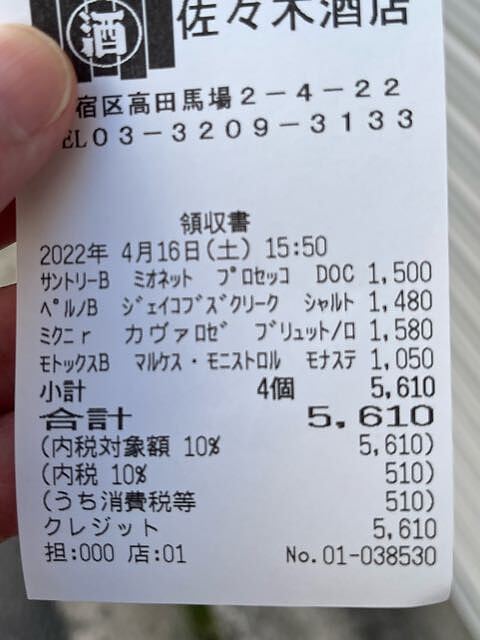 酒
佐々木酒店
宿区高田馬場2-4-22
EL03-3209-3133
領収書
2022年 4月16日(土) 15:50
サントリーB ミオネット プロセッコ DOC 1,500
ペルノB ジェイコブズクリーク シャルト 1,480
ミクニr カヴァロゼ ブリュット/ロ 1,580
モトックスB マルケス・モニストロル モナステ 1,050
小計 4個 5,610
合計 5,610
(内税対象額 10% 5,610)
(内税 10% 510)
(うち消費税等 510)
クレジット 5,610
担:000 店:01 No.01-038530